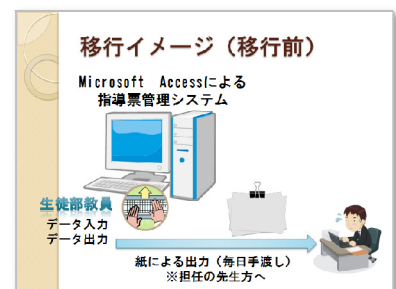 移行イメージ（移行前）
Microsoft Accessによる
指導票管理システム
生徒部教員
データ入力
データ出力
紙による出力（毎日手渡し）
※担任の先生方へ